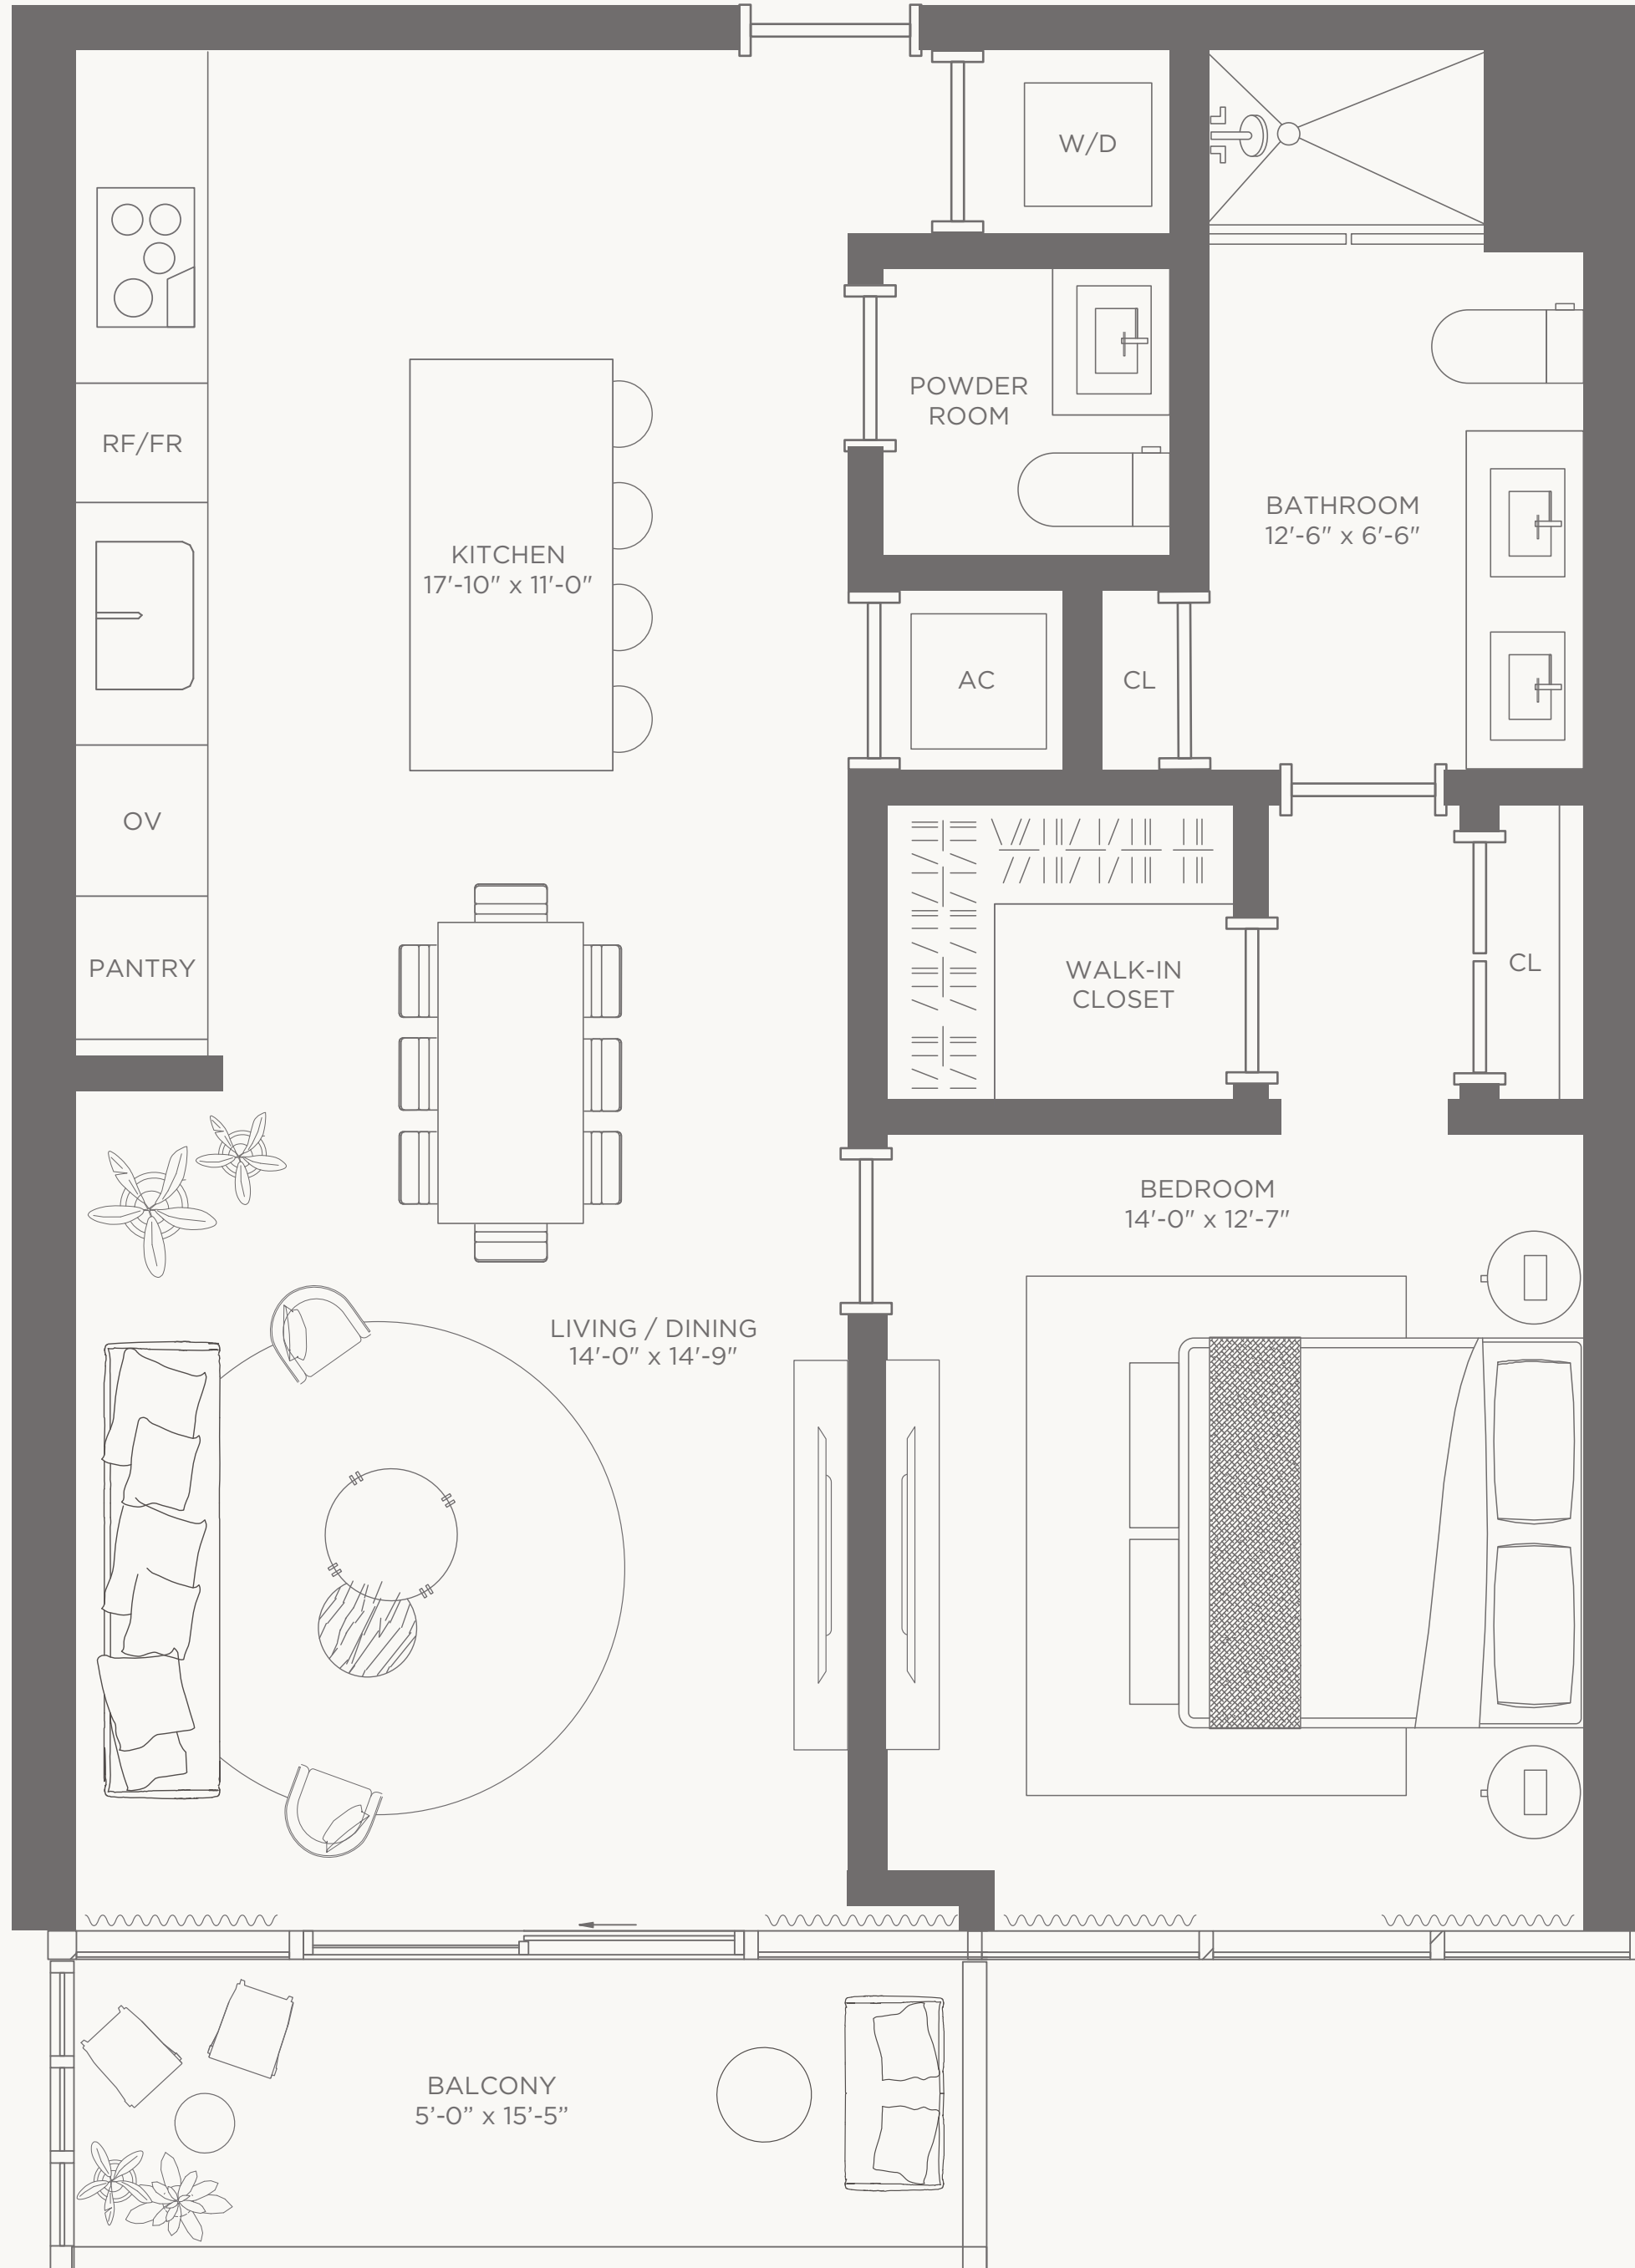 W/D
POWDER
ROOM
RF/FR
BATHROOM
12'-6" x 6'-6"
KITCHEN
17'-10" x 11'-0"
AC
CL
OV
PANTRY
WALK-IN
CLOSET
CL
BEDROOM
14'-0" x 12'-7"
LIVING / DINING
14'-0" x 14'-9"
BALCONY
5’-0” x 15’-5”